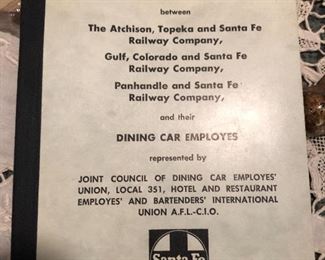 between
The Atchison, Topeka and Santa Fe
Railway Company,
Gulf, Colorado and Santa Fe
Railway Company,
Panhandle and Santa Fe
Railway Company,
and their
DINING CAR EMPLOYES
represented by
JOINT COUNCIL OF DINING CAR EMPLOYES'
UNION, LOCAL 351, HOTEL AND RESTAURANT
EMPLOYES' AND BARTENDERS' INTERNATIONAL
UNION A.F.L.-C.I.O.
Santa Fe